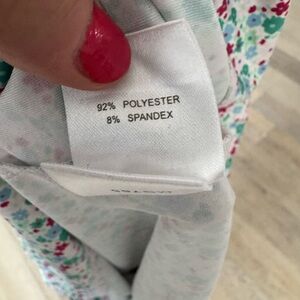 92% POLYESTER
8% SPANDEX